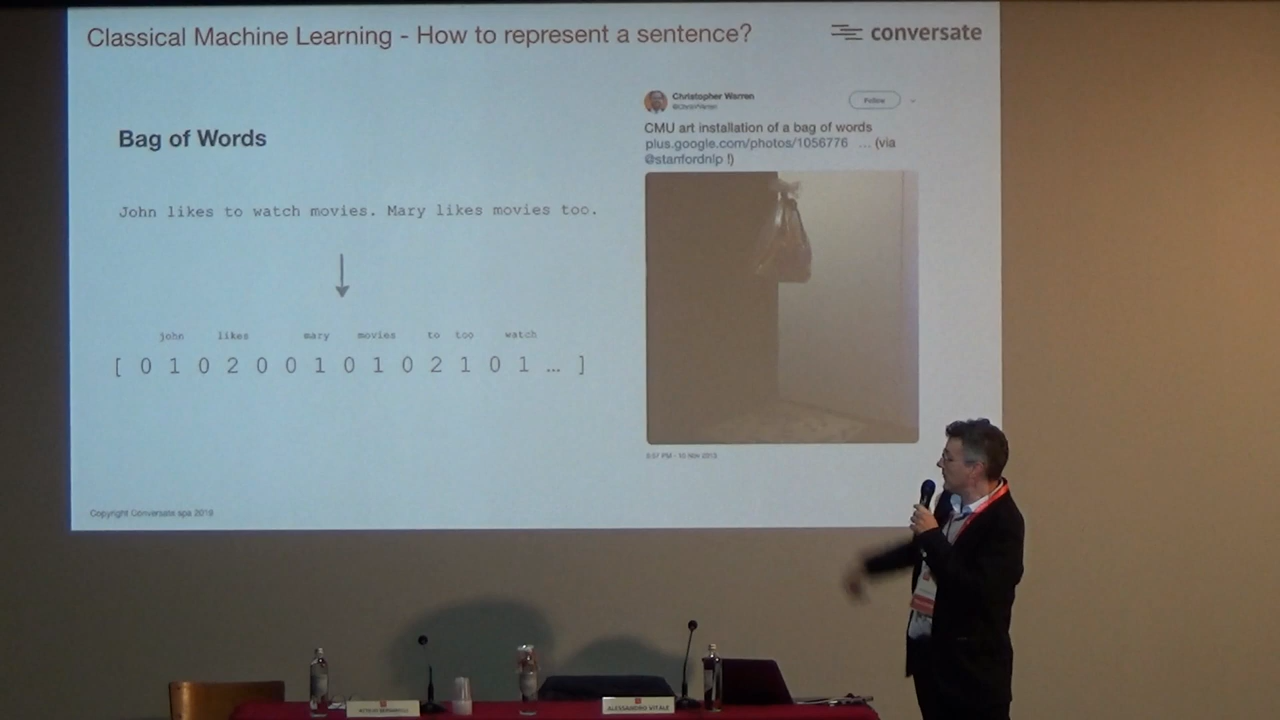 Classical Machine Learning - How to represent a sentence?
conversate
Christopher Warren
Follow
CMU art installation of a bag of words
plus.google.com/photos/1056776 ... (via
@stanfordnlp !)
Bag of Words
John likes to watch movies. Mary likes movies too.
john likes mary movies to too watch
[ 0 1 0 2 0 0 1 0 1 0 2 1 0 1 ... ]
Copyright Conversate spa 2019
ALESSANDRO VITALE